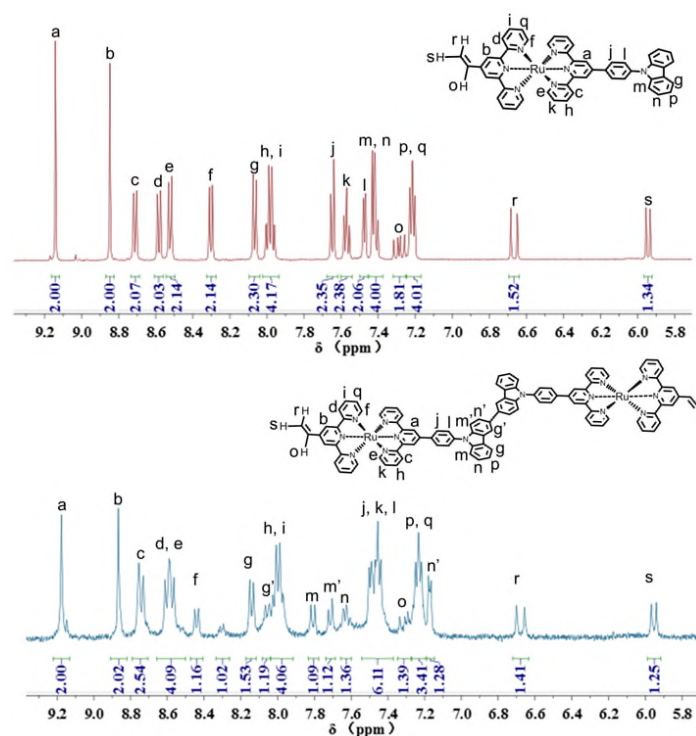 a
b
c
d
e
f
g
h, i
j
k
l
m, n
o
p, q
r
s
i q
r H d N N f N a j l
SH b N Ru N N
OH H N e N c m g
k h n p
2.00
2.00
2.07
2.03
2.14
2.14
2.30
4.17
2.35
2.38
2.06
4.00
1.81
4.01
1.52
1.34
9.2 9.0 8.8 8.6 8.4 8.2 8.0 7.8 7.6 7.4 7.2 7.0 6.8 6.6 6.4 6.2 6.0 5.8
δ (ppm)
N N N N Ru N N N
i q m' n'
r H d N N f N a j l g'
SH b N Ru N N
OH H N e N c m g
k h n p
a
b
c
d, e
f
g
g'
h, i
m
m'
n
j, k, l
o
p, q
n'
r
s
2.00
2.02
2.54
4.09
1.16
1.02
1.53
1.19
4.06
1.09
1.12
1.36
6.11
1.39
3.41
1.28
1.41
1.25
9.2 9.0 8.8 8.6 8.4 8.2 8.0 7.8 7.6 7.4 7.2 7.0 6.8 6.6 6.4 6.2 6.0 5.8
δ (ppm)